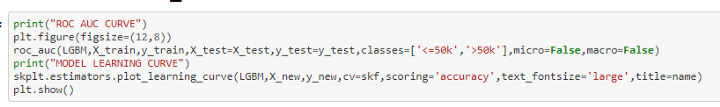 print("ROC AUC CURVE")
plt.figure(figsize=(12,8))
roc_auc(LGBM,X_train,y_train,X_test=X_test,y_test=y_test,classes=['<=50k','>50k'],micro=False,macro=False)
print("MODEL LEARNING CURVE")
skplt.estimators.plot_learning_curve(LGBM,X_new,y_new,cv=skf,scoring='accuracy',text_fontsize='large',title=name)
plt.show()